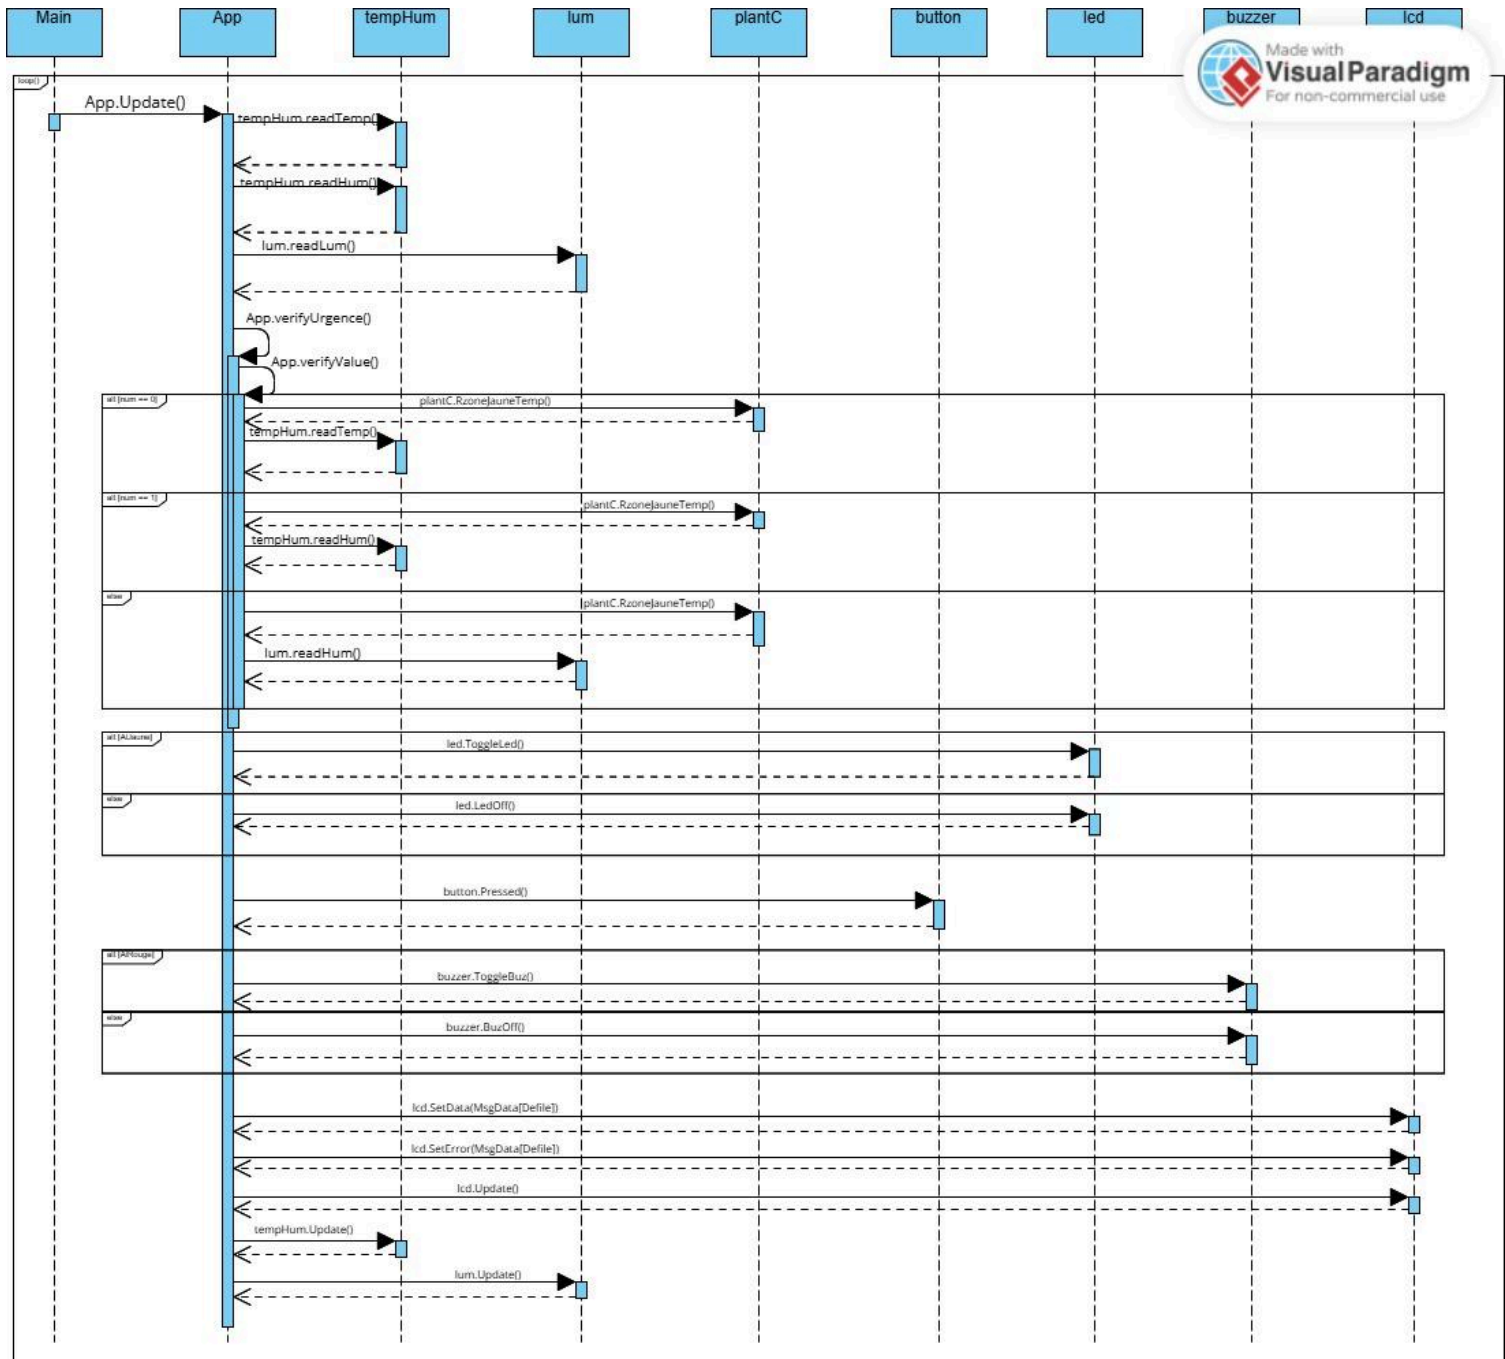 Main
App
tempHum
lum
plantC
button
led
buzzer
lcd
Made with
Visual Paradigm
For non-commercial use
loop()
App.Update()
tempHum.readTemp()
tempHum.readHum()
lum.readLum()
App.verifyUrgence()
App.verifyValue()
alt [num == 0]
plantC.RzoneJauneTemp()
tempHum.readTemp()
alt [num == 1]
plantC.RzoneJauneTemp()
tempHum.readHum()
else
plantC.RzoneJauneTemp()
lum.readHum()
alt [ALJaune]
led.ToggleLed()
else
led.LedOff()
button.Pressed()
alt [AlRouge]
buzzer.ToggleBuz()
else
buzzer.BuzOff()
lcd.SetData(MsgData[Defile])
lcd.SetError(MsgData[Defile])
lcd.Update()
tempHum.Update()
lum.Update()